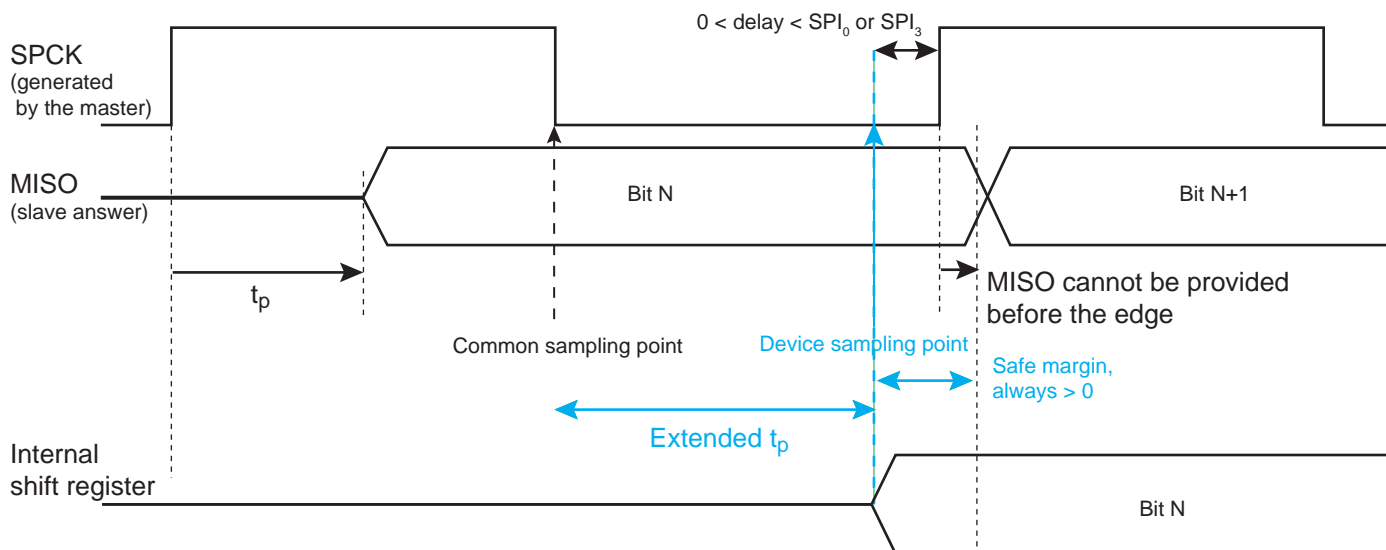 0 < delay < SPI₀ or SPI₃
SPCK
(generated
by the master)
MISO
(slave answer)
Bit N
Bit N+1
tp
MISO cannot be provided
before the edge
Common sampling point
Device sampling point
Safe margin,
always > 0
Extended tp
Internal
shift register
Bit N